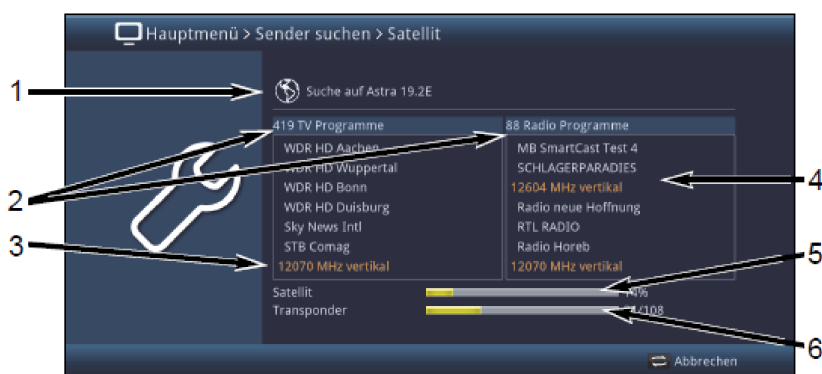 Hauptmenü > Sender suchen > Satellit
1
Suche auf Astra 19.2E
419 TV Programme
88 Radio Programme
WDR HD Aachen
WDR HD Wuppertal
WDR HD Bonn
WDR HD Duisburg
Sky News Intl
STB Comag
12070 MHz vertikal
MB SmartCast Test 4
SCHLAGERPARADIES
12604 MHz vertikal
Radio neue Hoffnung
RTL RADIO
Radio Horeb
12070 MHz vertikal
2
3
4
5
6
Satellit
Transponder
Abbrechen